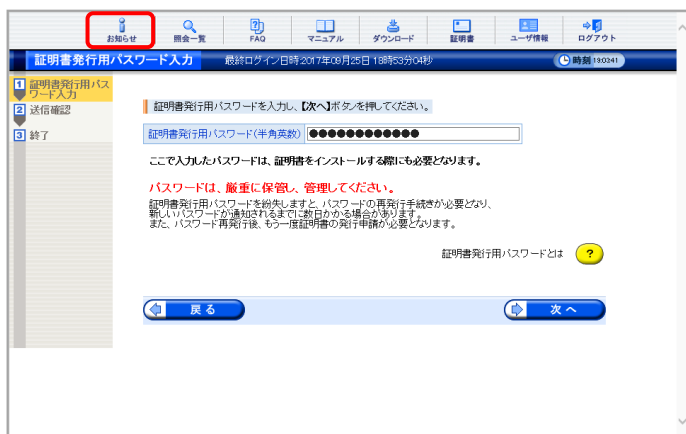 お知らせ
照会一覧
FAQ
マニュアル
ダウンロード
証明書
ユーザ情報
ログアウト
証明書発行用パスワード入力
最終ログイン日時:2017年09月25日 18時53分04秒
時刻 19:03:41
1 証明書発行用パスワード入力
2 送信確認
3 終了
証明書発行用パスワードを入力し、【次へ】ボタンを押してください。
証明書発行用パスワード(半角英数) ●●●●●●●●●●●●
ここで入力したパスワードは、証明書をインストールする際にも必要となります。
パスワードは、厳重に保管し、管理してください。
証明書発行用パスワードを紛失しますと、パスワードの再発行手続きが必要となり、
新しいパスワードが通知されるまでに数日かかる場合があります。
また、パスワード再発行後、もう一度証明書の発行申請が必要となります。
証明書発行用パスワードとは ?
戻る
次へ